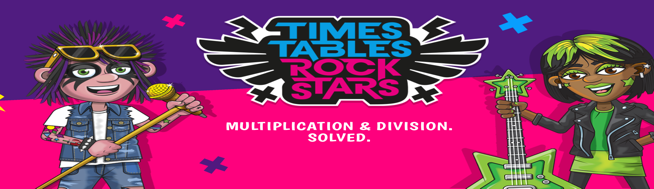 TIMES
TABLES
ROCK
STARS
MULTIPLICATION & DIVISION.
SOLVED.